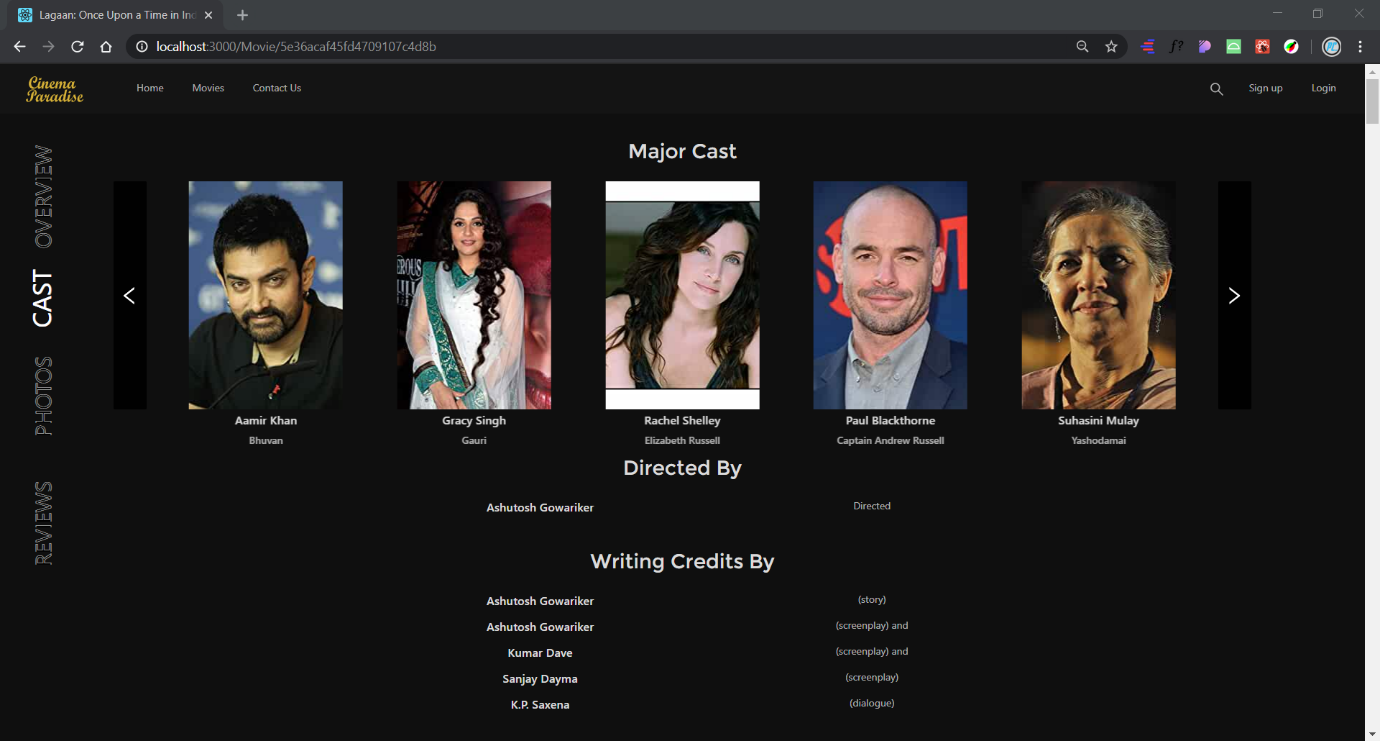 Lagaan: Once Upon a Time in Ind
localhost:3000/Movie/5e36acaf45fd4709107c4d8b
f?
Cinema
Paradise
Home Movies Contact Us Sign up Login
OVERVIEW
CAST
PHOTOS
REVIEWS
Major Cast
Aamir Khan Gracy Singh Rachel Shelley Paul Blackthorne Suhasini Mulay
Bhuvan Gauri Elizabeth Russell Captain Andrew Russell Yashodamai
Directed By
Ashutosh Gowariker Directed
Writing Credits By
Ashutosh Gowariker (story)
Ashutosh Gowariker (screenplay) and
Kumar Dave (screenplay) and
Sanjay Dayma (screenplay)
K.P. Saxena (dialogue)